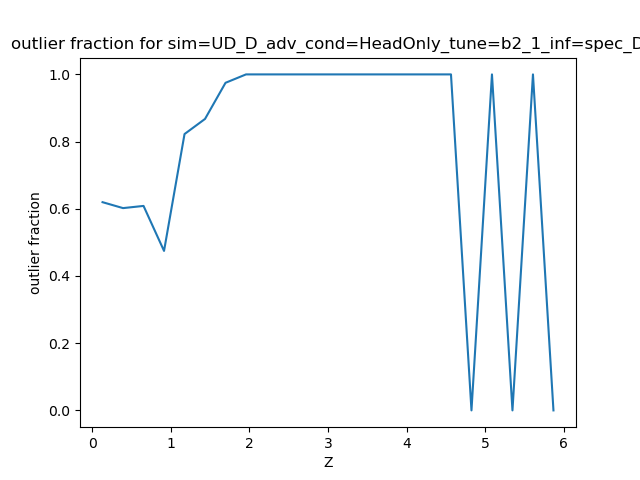 outlier fraction for sim=UD_D_adv_cond=HeadOnly_tune=b2_1_inf=spec_D
1.0
0.8
0.6
0.4
0.2
0.0
outlier fraction
0 1 2 3 4 5 6
Z